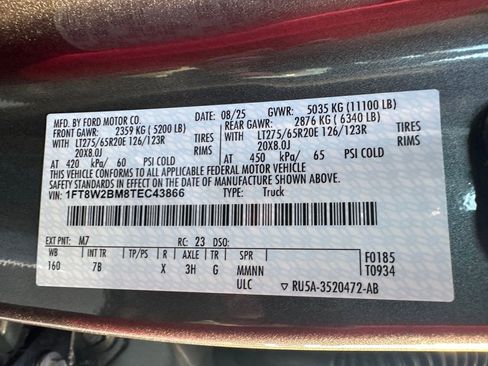 MFD. BY FORD MOTOR CO. 08/25 GVWR: 5035 KG (11100 LB)
FRONT GAWR: 2359 KG (5200 LB) REAR GAWR: 2876 KG (6340 LB)
WITH LT275/65R20E 126/123R TIRES WITH LT275/65R20E 126/123R TIRES
20X8.0J RIMS 20X8.0J RIMS
AT 420 kPa/ 60 PSI COLD AT 450 kPa/ 65 PSI COLD
THIS VEHICLE CONFORMS TO ALL APPLICABLE FEDERAL MOTOR VEHICLE
SAFETY STANDARDS IN EFFECT ON THE DATE OF MANUFACTURE SHOWN ABOVE.
VIN: 1FT8W2BM8TEC43866 TYPE: Truck
EXT PNT: M7 RC: 23 DSO:
WB INT TR TP/PS R AXLE TR SPR F0185
160 7B X 3H G MMNN T0934
ULC ▽ RU5A-3520472-AB